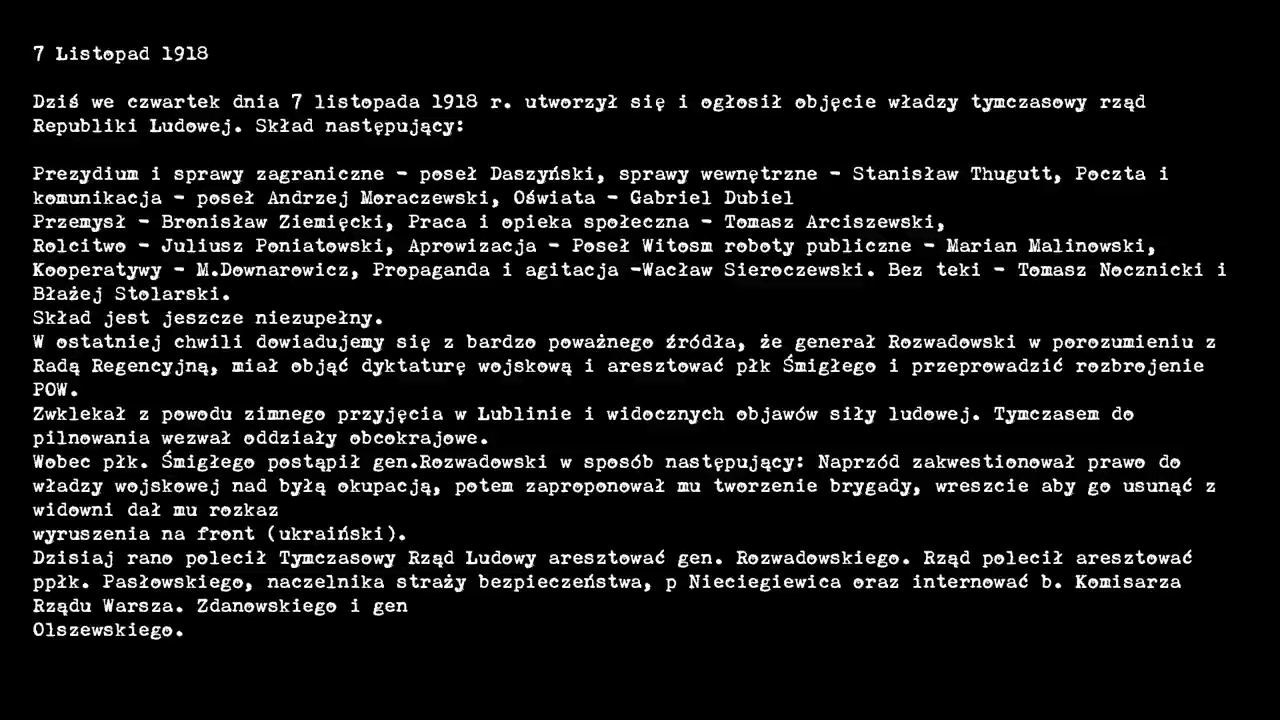 7 Listopad 1918
Dziś we czwartek dnia 7 listopada 1918 r. utworzył się i ogłosił objęcie władzy tymczasowy rząd
Republiki Ludowej. Skład następujący:
Prezydium i sprawy zagraniczne - poseł Daszyński, sprawy wewnętrzne - Stanisław Thugutt, Poczta i
komunikacja - poseł Andrzej Moraczewski, Oświata - Gabriel Dubiel
Przemysł - Bronisław Ziemięcki, Praca i opieka społeczna - Tomasz Arciszewski,
Rolcitwo - Juliusz Poniatowski, Aprowizacja - Poseł Witosm roboty publiczne - Marian Malinowski,
Kooperatywy - M.Downarowicz, Propaganda i agitacja -Wacław Sieroczewski. Bez teki - Tomasz Nocznicki i
Błażej Stolarski.
Skład jest jeszcze niezupełny.
W ostatniej chwili dowiadujemy się z bardzo poważnego źródła, że generał Rozwadowski w porozumieniu z
Radą Regencyjną, miał objąć dyktaturę wojskową i aresztować płk Śmigłego i przeprowadzić rozbrojenie
POW.
Zwklekał z powodu zimnego przyjęcia w Lublinie i widocznych objawów siły ludowej. Tymczasem do
pilnowania wezwał oddziały obcokrajowe.
Wobec płk. Śmigłego postąpił gen.Rozwadowski w sposób następujący: Naprzód zakwestionował prawo do
władzy wojskowej nad byłą okupacją, potem zaproponował mu tworzenie brygady, wreszcie aby go usunąć z
widowni dał mu rozkaz
wyruszenia na front (ukraiński).
Dzisiaj rano polecił Tymczasowy Rząd Ludowy aresztować gen. Rozwadowskiego. Rząd polecił aresztować
ppłk. Pasłowskiego, naczelnika straży bezpieczeństwa, p Nieciegiewica oraz internować b. Komisarza
Rządu Warsza. Zdanowskiego i gen
Olszewskiego.